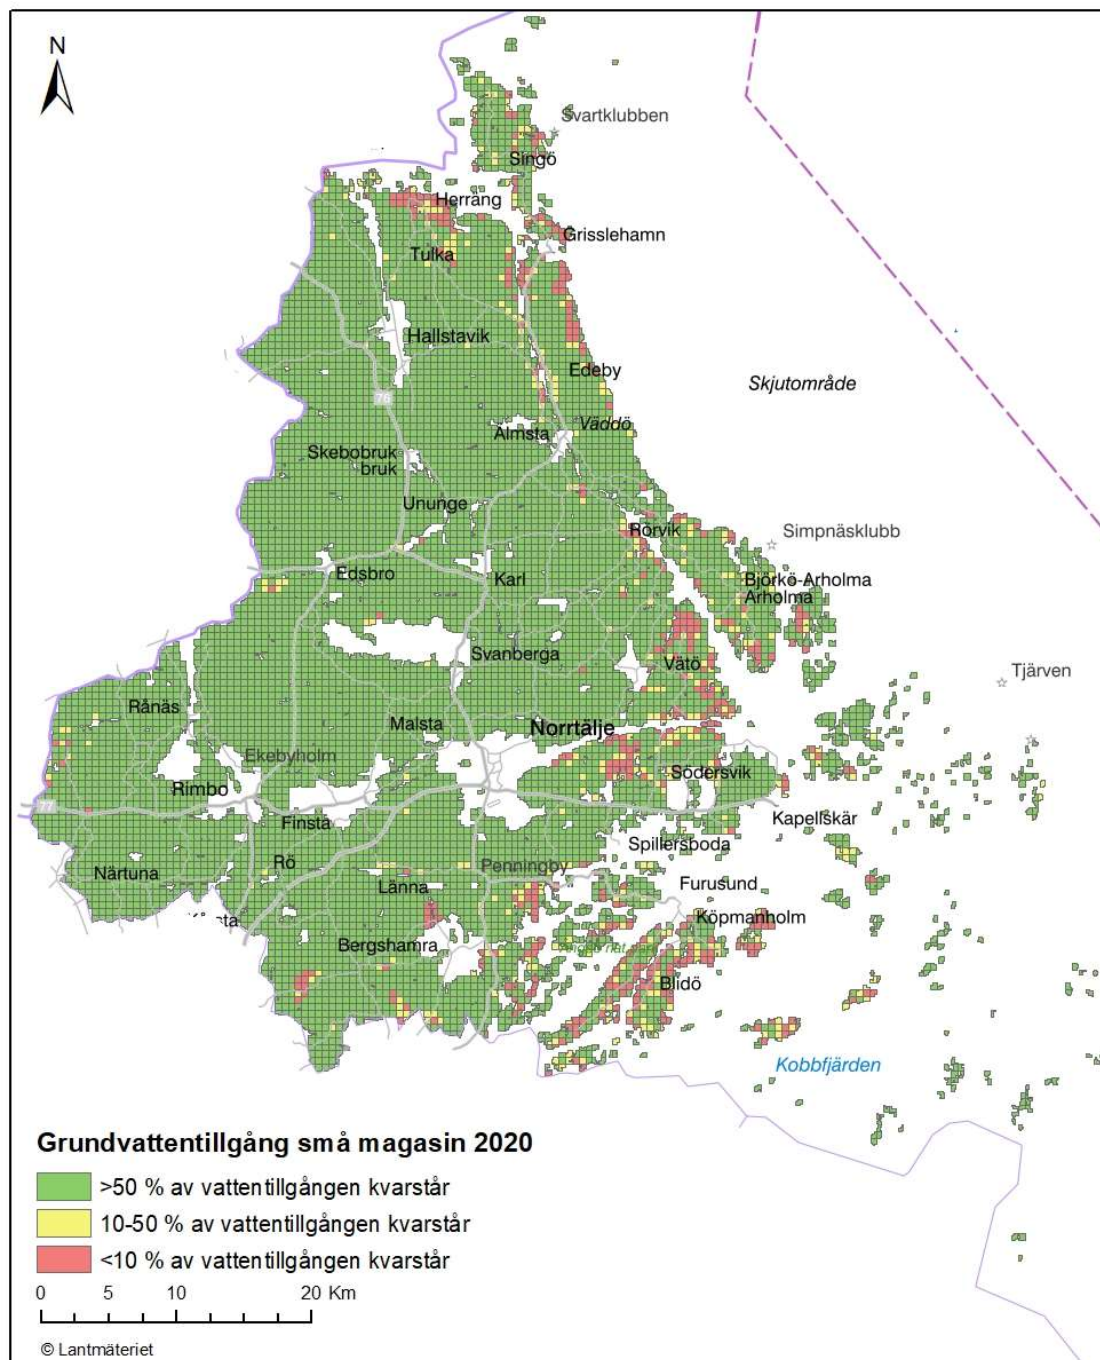 N
Svartklubben
Singö
Herräng
Grisslehamn
Tulka
Hallstavik
Edeby
Skjutområde
76
Väddö
Älmsta
Skebobruk
bruk
Ununge
Rörvik
Simpnäsklubb
Edsbro
Karl
Björkö-Arholma
Arholma
Svanberga
Vätö
Tjärven
Rånäs
Malsta
Norrtälje
Ekebyholm
Södersvik
Rimbo
77
Finsta
Kapellskär
Spillersboda
Rö
Penningby
Närtuna
Länna
Furusund
Köpmanholm
Bergshamra
Blidö
Kobbfjärden
Grundvattentillgång små magasin 2020
>50 % av vattentillgången kvarstår
10-50 % av vattentillgången kvarstår
<10 % av vattentillgången kvarstår
0 5 10 20 Km
© Lantmäteriet